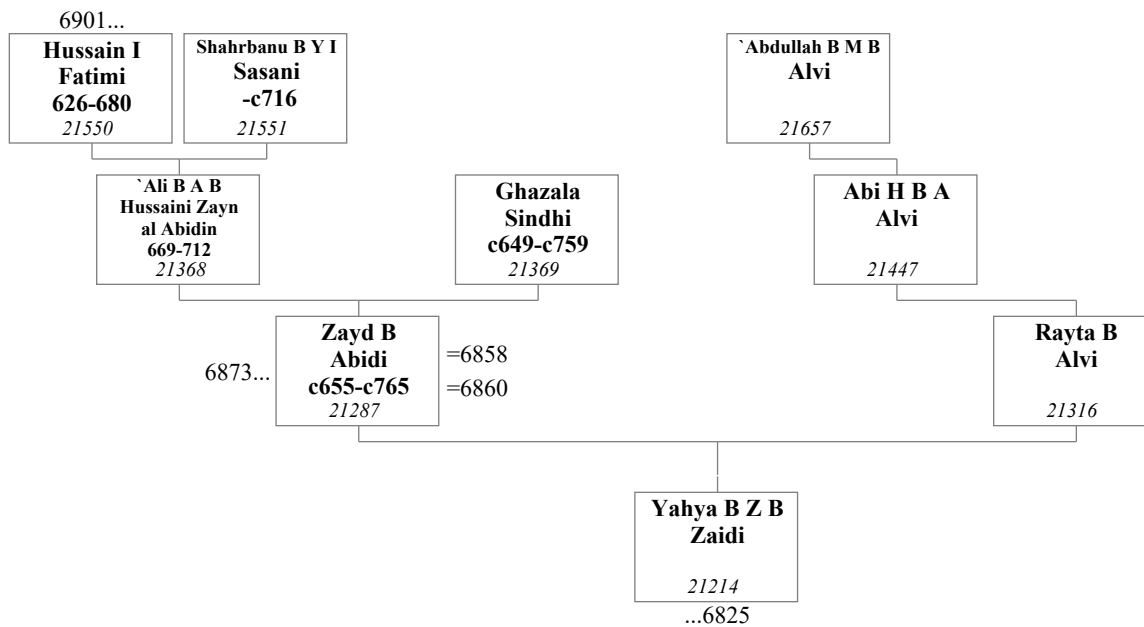 6901...
Hussain I
Fatimi
626-680
21550
Shahrbanu B Y I
Sasani
-c716
21551
`Abdullah B M B
Alvi
21657
`Ali B A B
Hussaini Zayn
al Abidin
669-712
21368
Ghazala
Sindhi
c649-c759
21369
Abi H B A
Alvi
21447
6873...
Zayd B
Abidi
c655-c765
21287
=6858
=6860
Rayta B
Alvi
21316
Yahya B Z B
Zaidi
21214
...6825